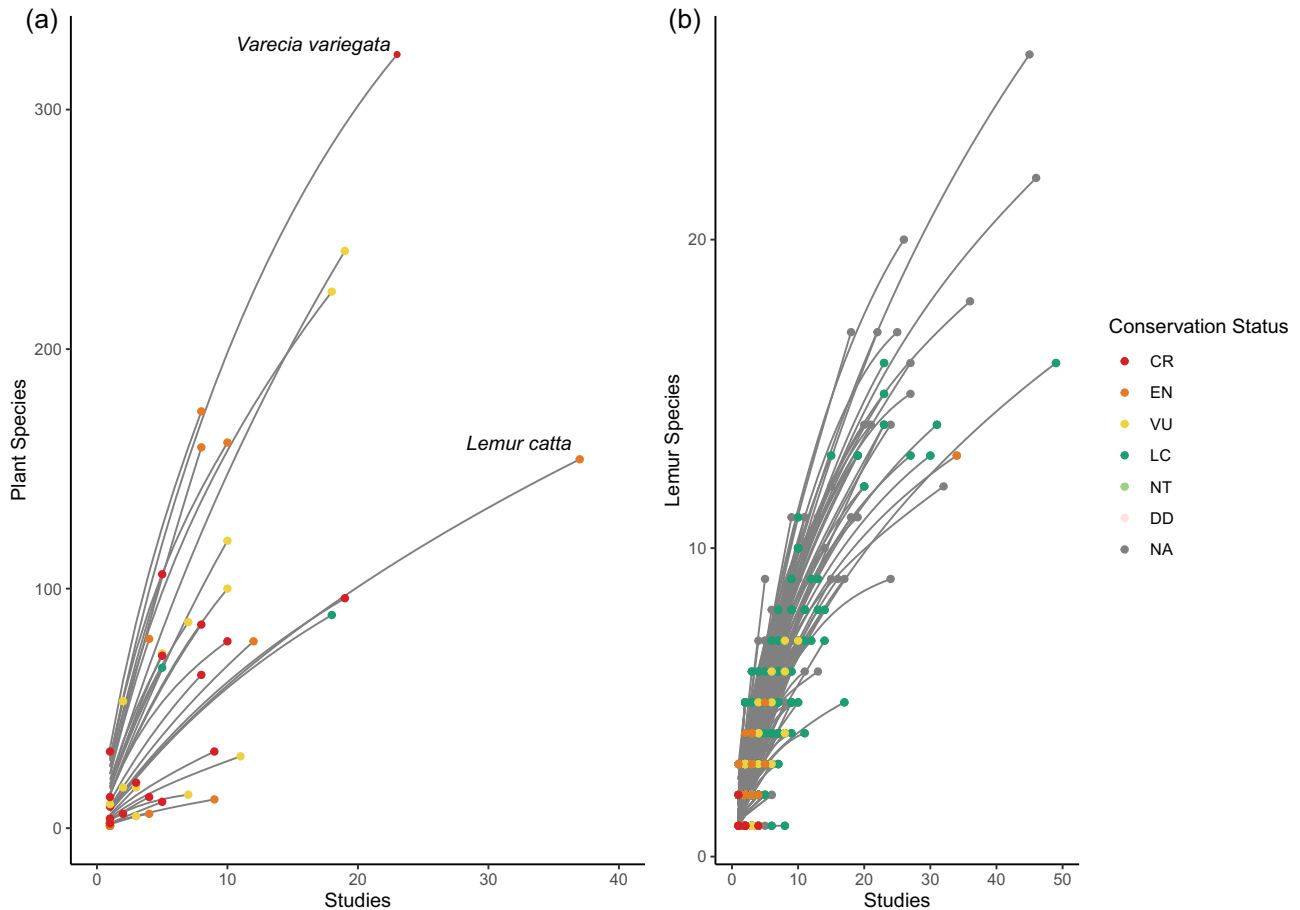 (a)
Varecia variegata
300
200
Plant Species
Lemur catta
100
0
0 10 20 30 40
Studies
(b)
20
Lemur Species
10
0
0 10 20 30 40 50
Studies
Conservation Status
CR
EN
VU
LC
NT
DD
NA